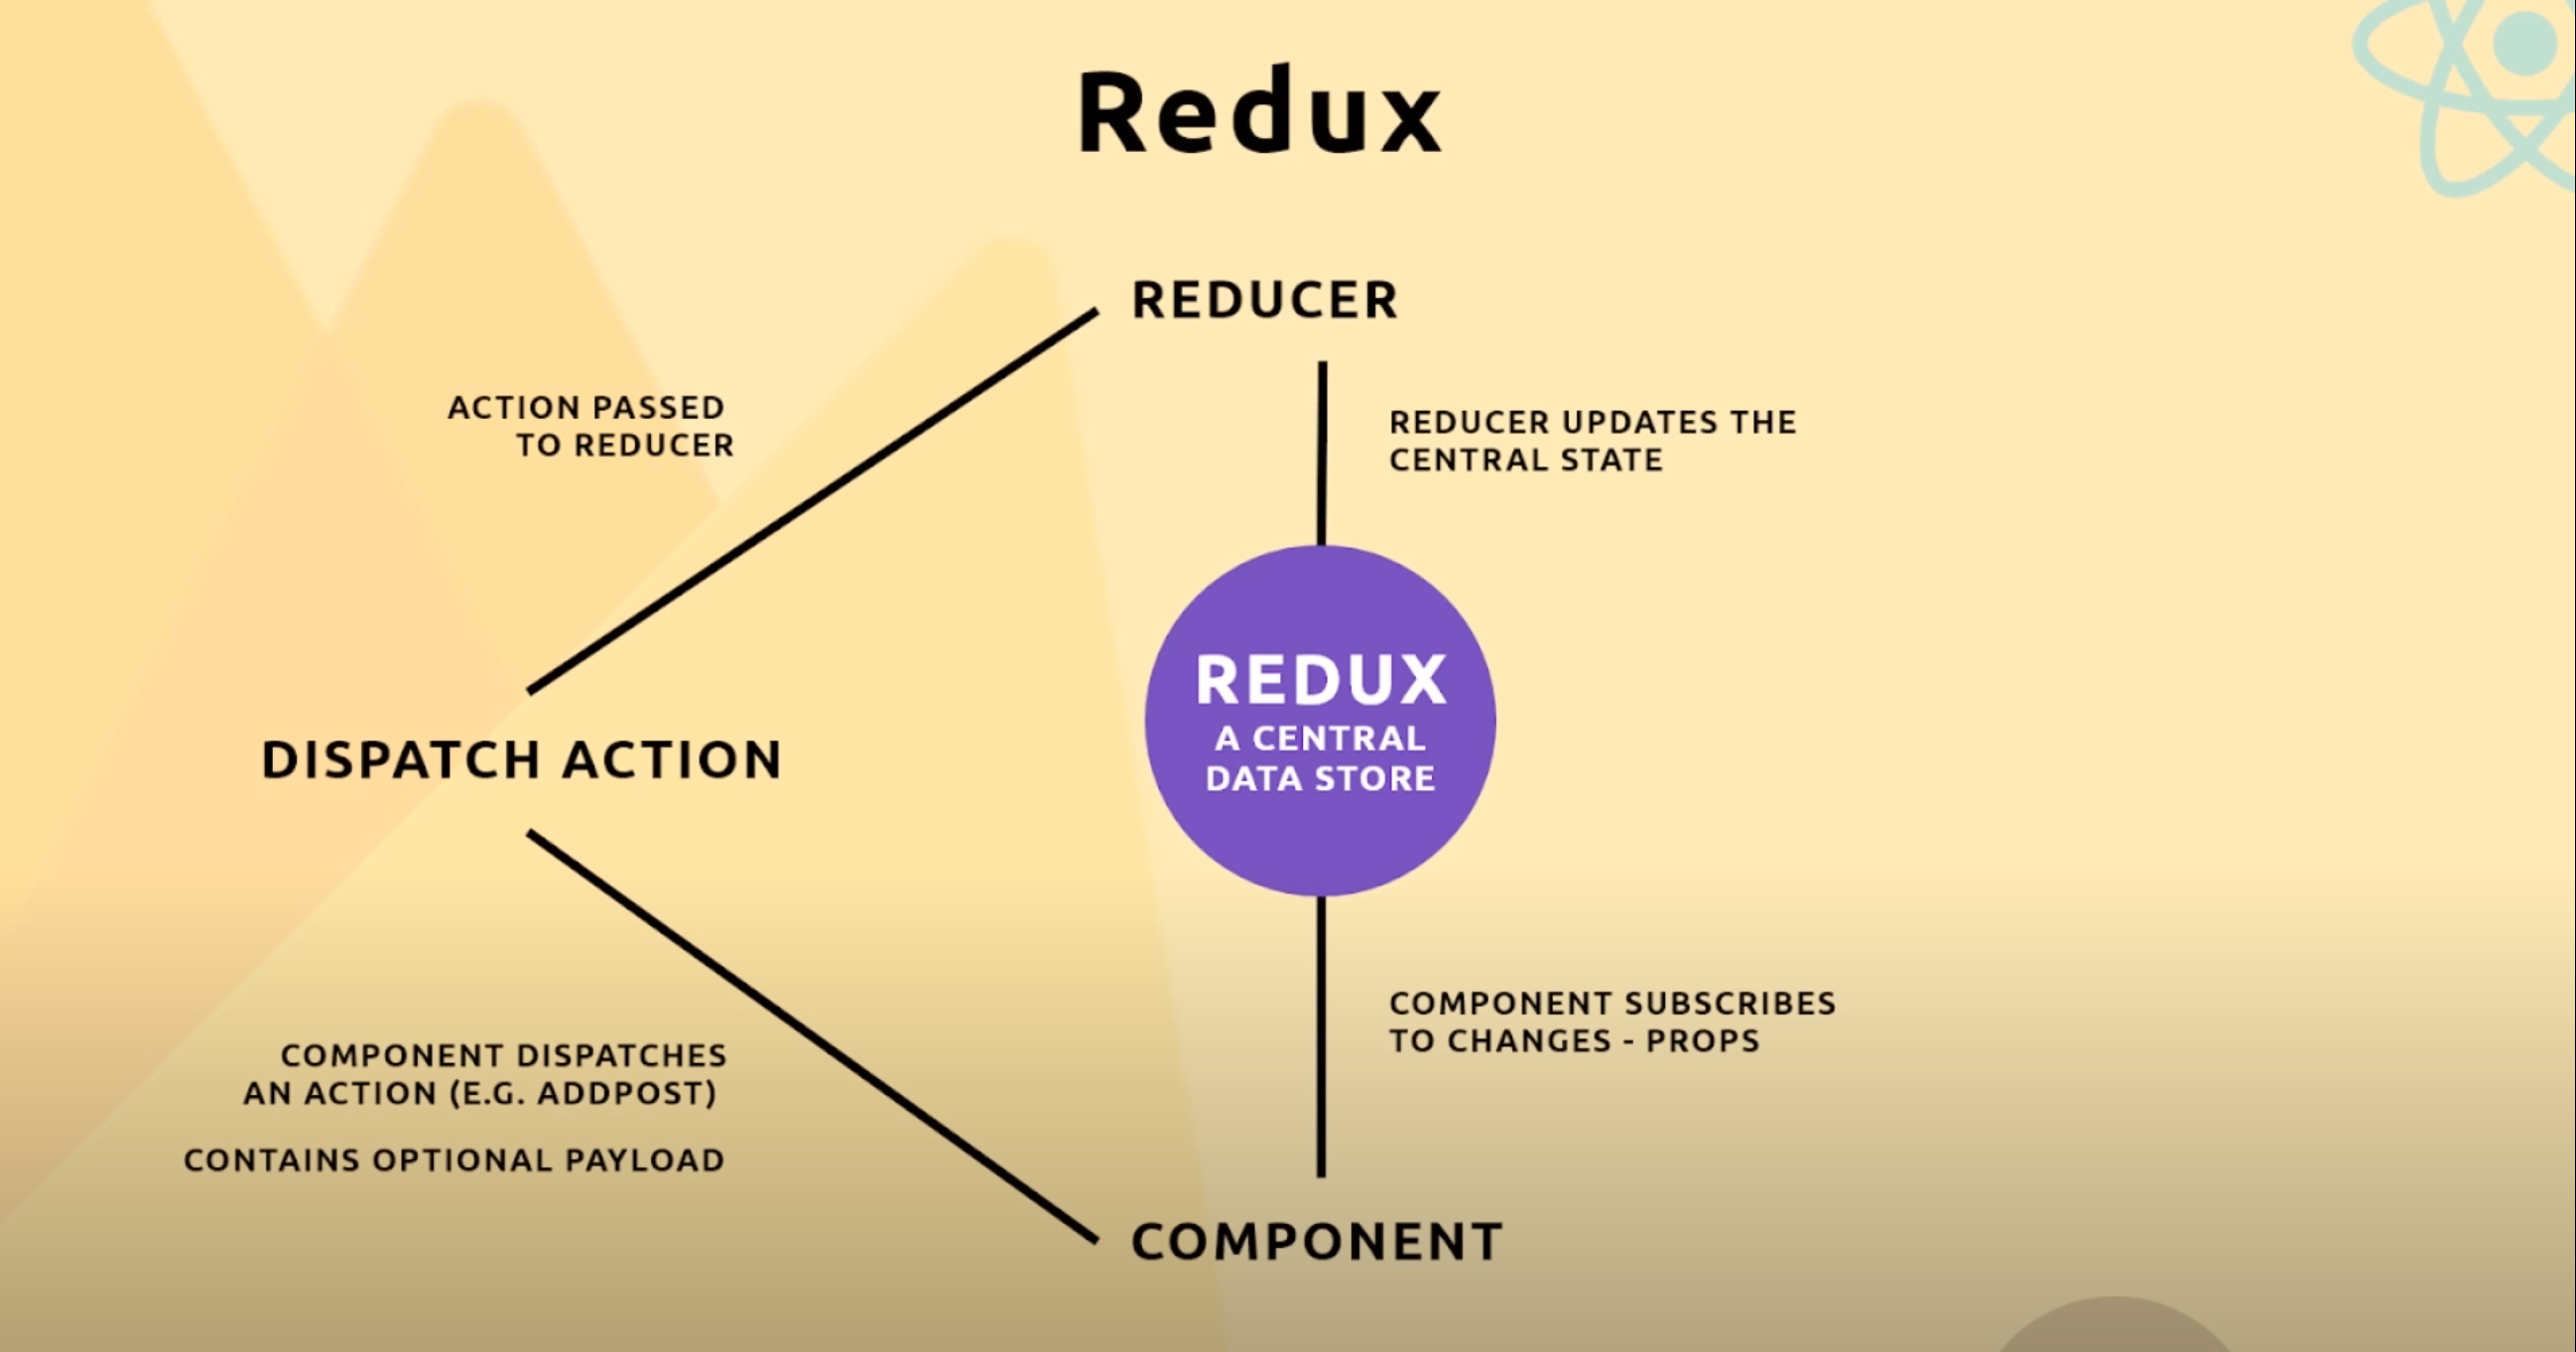 Redux
REDUCER
ACTION PASSED
TO REDUCER
REDUCER UPDATES THE
CENTRAL STATE
DISPATCH ACTION
REDUX
A CENTRAL
DATA STORE
COMPONENT DISPATCHES
AN ACTION (E.G. ADDPOST)
CONTAINS OPTIONAL PAYLOAD
COMPONENT SUBSCRIBES
TO CHANGES - PROPS
COMPONENT